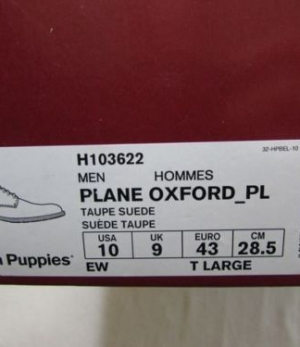 32-HPBEL-10
H103622
MEN HOMMES
PLANE OXFORD_PL
TAUPE SUEDE
SUÈDE TAUPE
USA UK EURO CM
10 9 43 28.5
Puppies
EW T LARGE